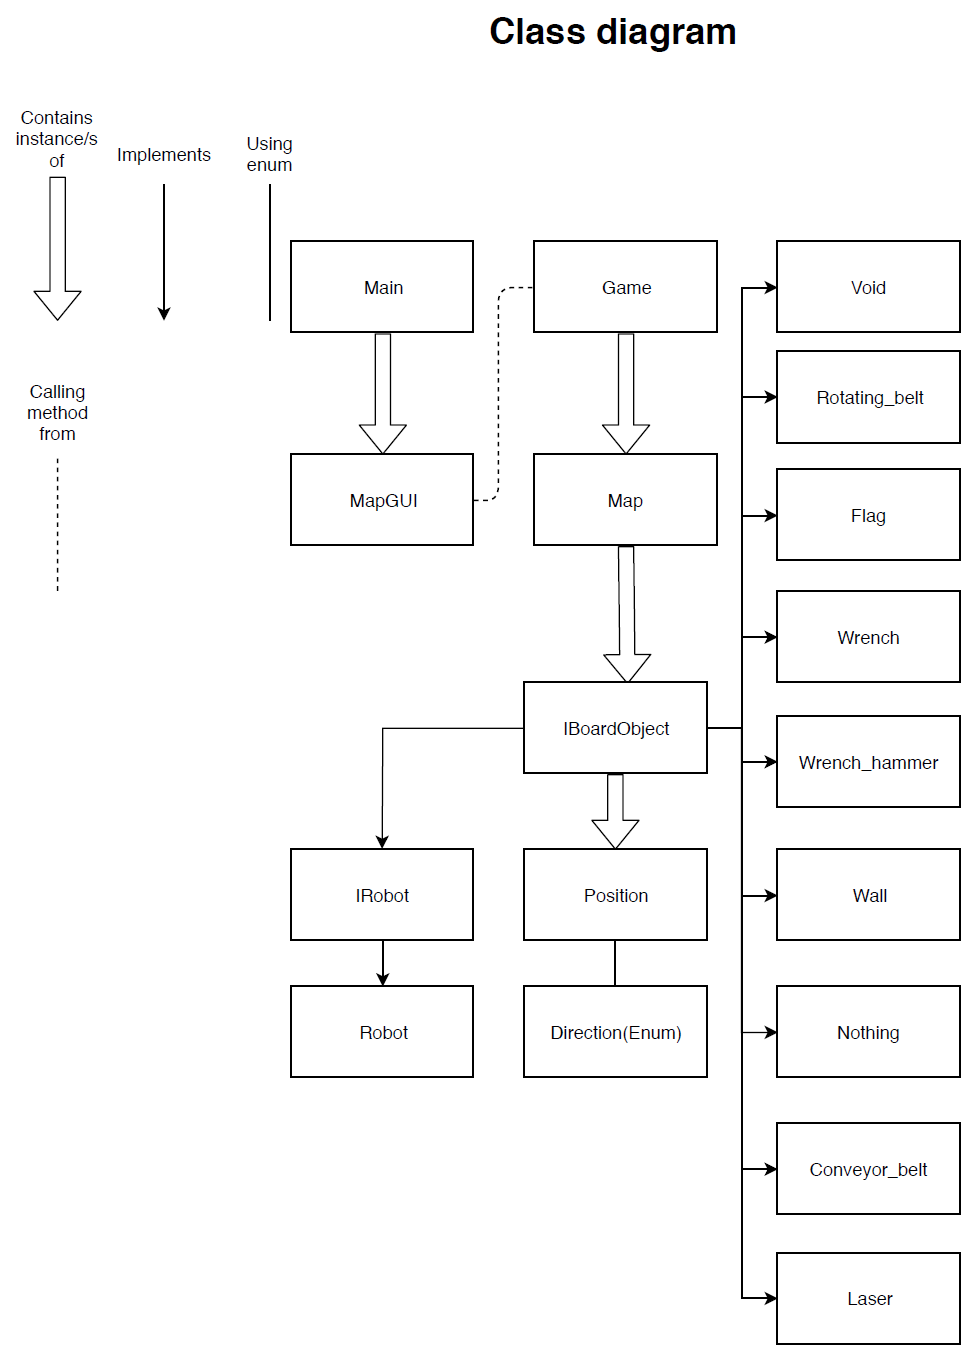 Class diagram
Contains
instance/s
of
Implements
Using
enum
Main
Game
Void
Calling
method
from
Rotating_belt
MapGUI
Map
Flag
Wrench
IBoardObject
Wrench_hammer
IRobot
Position
Wall
Robot
Direction(Enum)
Nothing
Conveyor_belt
Laser